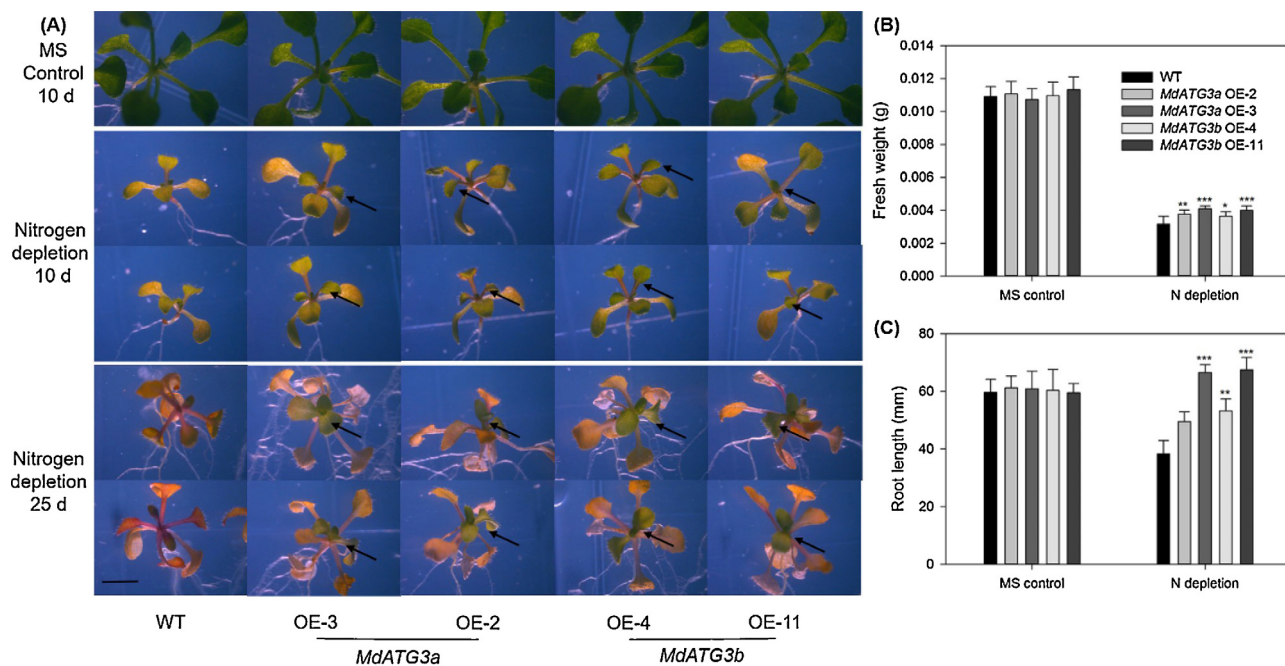 (A)
MS
Control
10 d
Nitrogen
depletion
10 d
Nitrogen
depletion
25 d
WT
OE-3
OE-2
OE-4
OE-11
MdATG3a
MdATG3b
(B)
Fresh weight (g)
0.014
0.012
0.010
0.008
0.006
0.004
0.002
0.000
WT
MdATG3a OE-2
MdATG3a OE-3
MdATG3b OE-4
MdATG3b OE-11
** *** * ***
MS control
N depletion
(C)
Root length (mm)
80
60
40
20
0
*** ** ***
MS control
N depletion